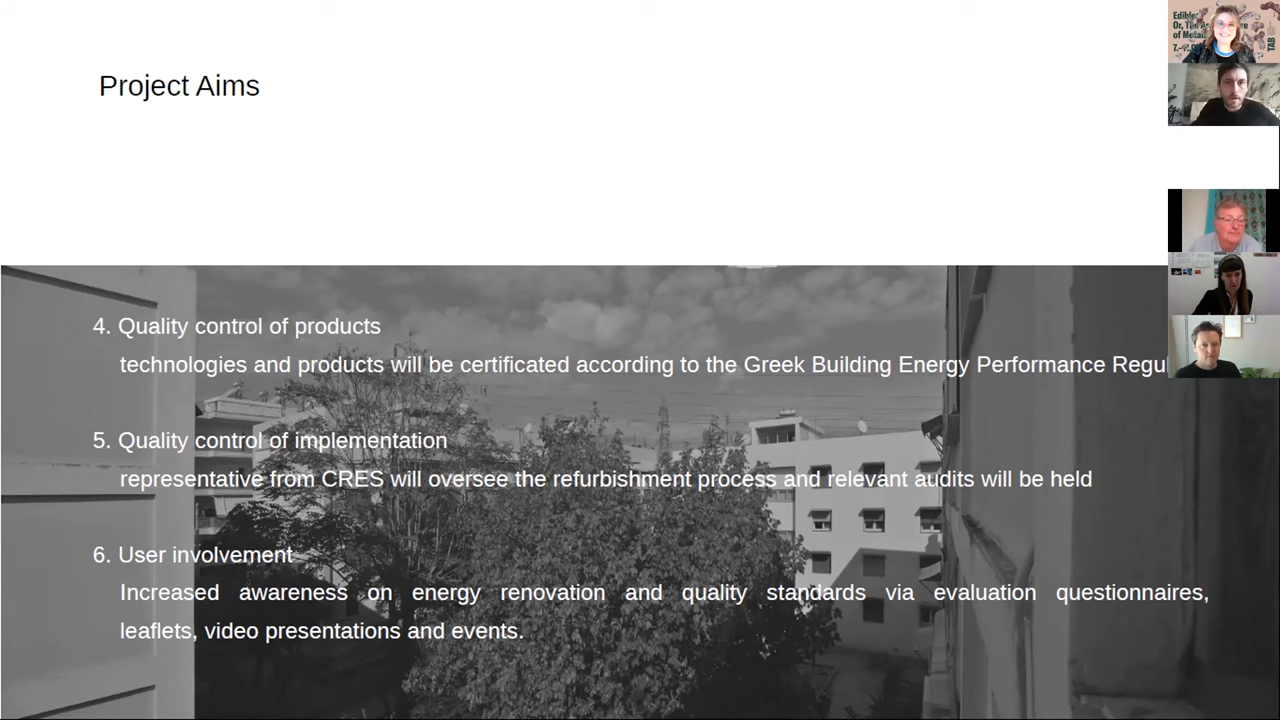 Project Aims
4. Quality control of products
technologies and products will be certificated according to the Greek Building Energy Performance
5. Quality control of implementation
representative from CRES will oversee the refurbishment process and relevant audits will be held
6. User involvement
Increased awareness on energy renovation and quality standards via evaluation questionnaires,
leaflets, video presentations and events.
TAB